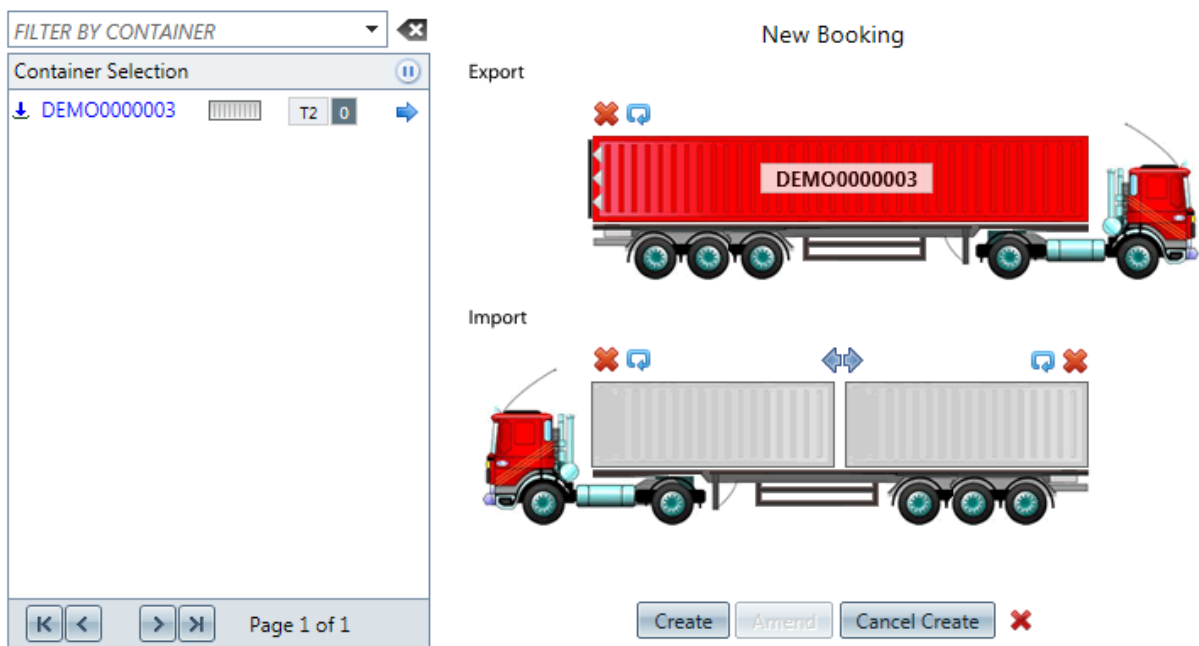 FILTER BY CONTAINER
New Booking
Container Selection
Export
DEMO0000003 T2 0
DEMO0000003
Import
Page 1 of 1
Create Amend Cancel Create